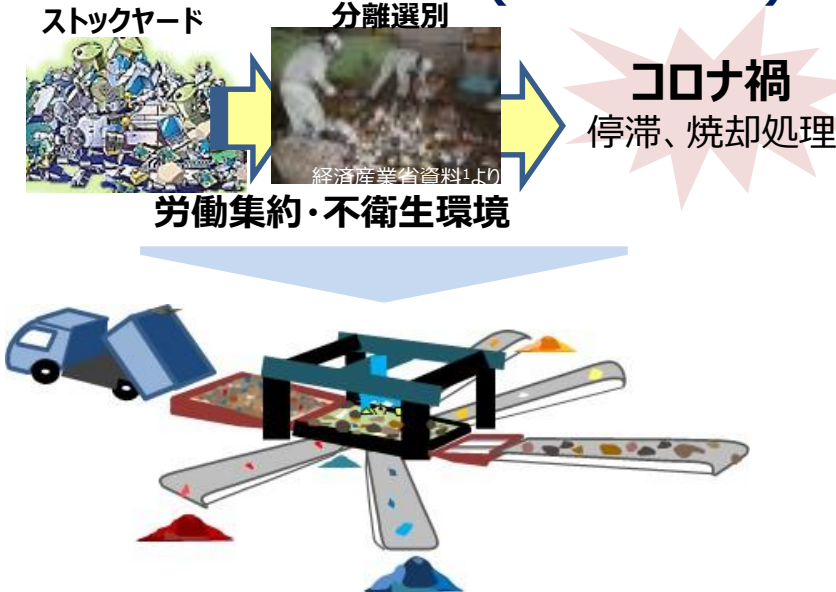 ストックヤード
分離選別
コロナ禍
停滞、焼却処理
経済産業省資料1より
労働集約・不衛生環境